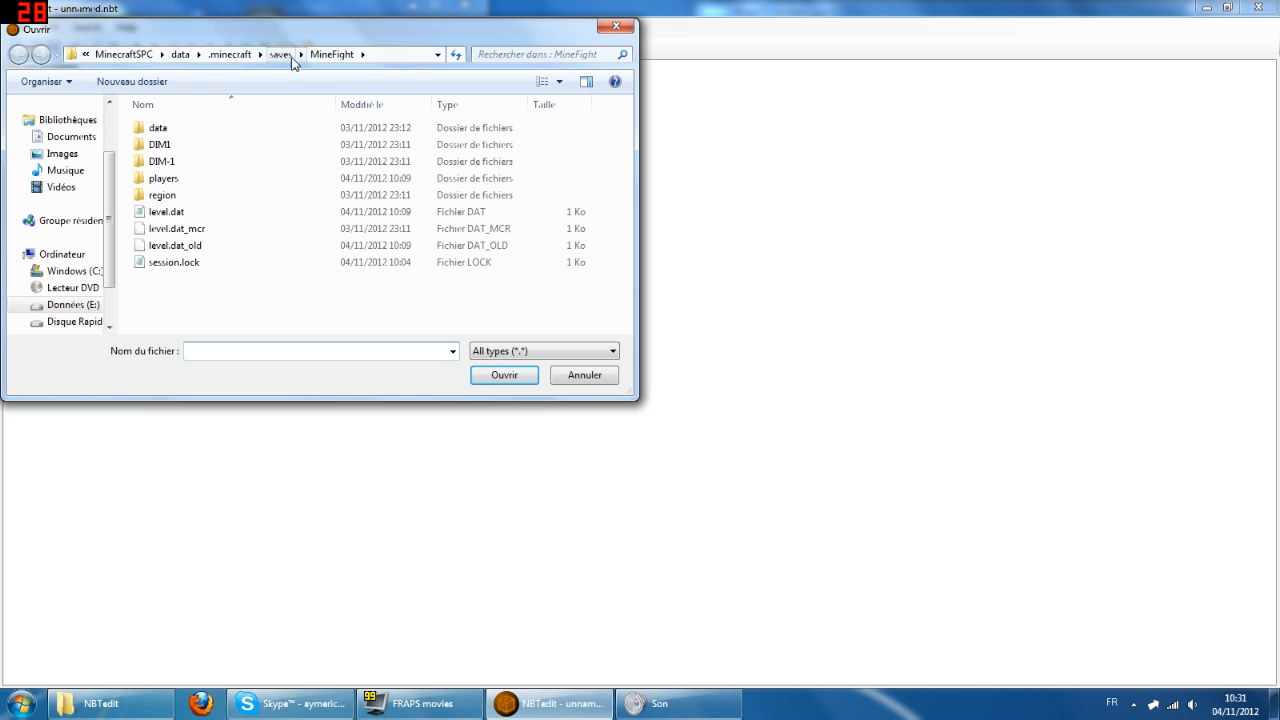 28
t - unnamed.nbt
Ouvrir
« MinecraftSPC data .minecraft saves MineFight
Rechercher dans : MineFight
Organiser Nouveau dossier
Nom Modifié le Type Taille
Bibliothèques
Documents
Images
Musique
Vidéos
Groupe résiden
Ordinateur
Windows (C:
Lecteur DVD
Données (E:)
Disque Rapid
data 03/11/2012 23:12 Dossier de fichiers
DIM1 03/11/2012 23:11 Dossier de fichiers
DIM-1 03/11/2012 23:11 Dossier de fichiers
players 04/11/2012 10:09 Dossier de fichiers
region 03/11/2012 23:11 Dossier de fichiers
level.dat 04/11/2012 10:09 Fichier DAT 1 Ko
level.dat_mcr 03/11/2012 23:11 Fichier DAT_MCR 1 Ko
level.dat_old 04/11/2012 10:09 Fichier DAT_OLD 1 Ko
session.lock 04/11/2012 10:04 Fichier LOCK 1 Ko
Nom du fichier : All types (*.*)
Ouvrir Annuler
NBTedit
Skype™ - aymeric...
99
FRAPS movies
NBTedit - unnam...
Son
FR
10:31
04/11/2012